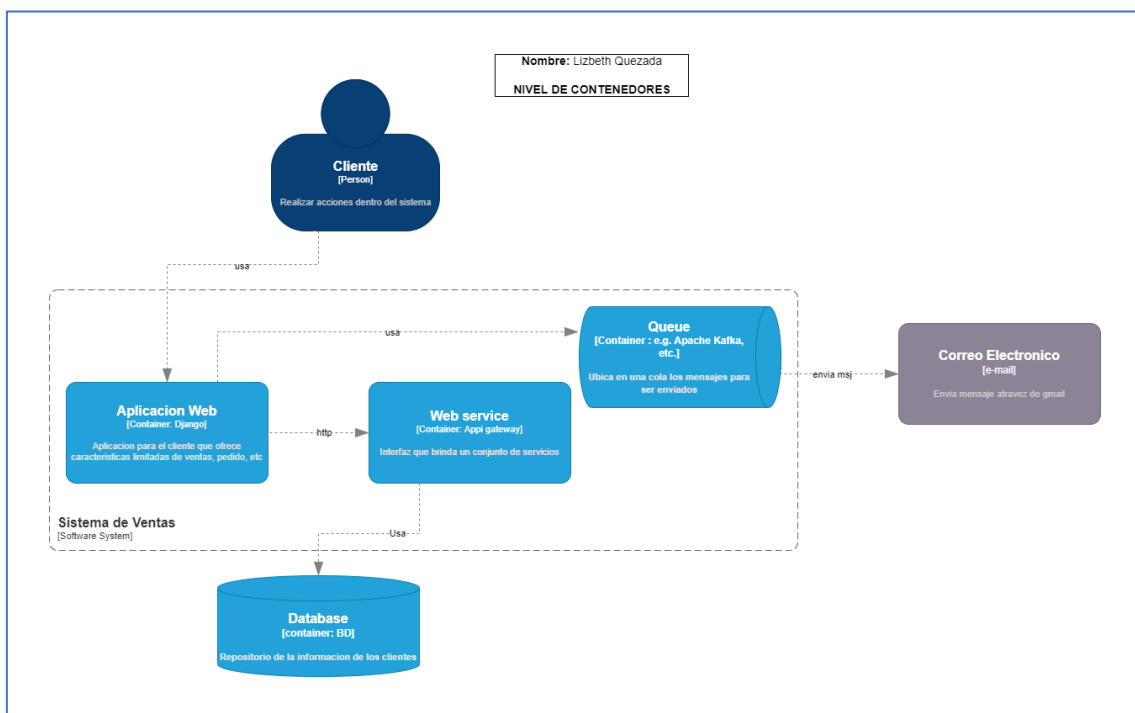 Nombre: Lizbeth Quezada
NIVEL DE CONTENEDORES
Cliente
[Person]
Realizar acciones dentro del sistema
usa
usa
Queue
[Container : e.g. Apache Kafka,
etc.]
Ubica en una cola los mensajes para
ser enviados
envia msj
Correo Electronico
[e-mail]
Envia mensaje atravez de gmail
Aplicacion Web
[Container: Django]
Aplicacion para el cliente que ofrece
caracteristicas limitadas de ventas, pedido, etc
http
Web service
[Container: Appi gateway]
Interfaz que brinda un conjunto de servicios
Sistema de Ventas
[Software System]
Usa
Database
[container: BD]
Repositorio de la informacion de los clientes